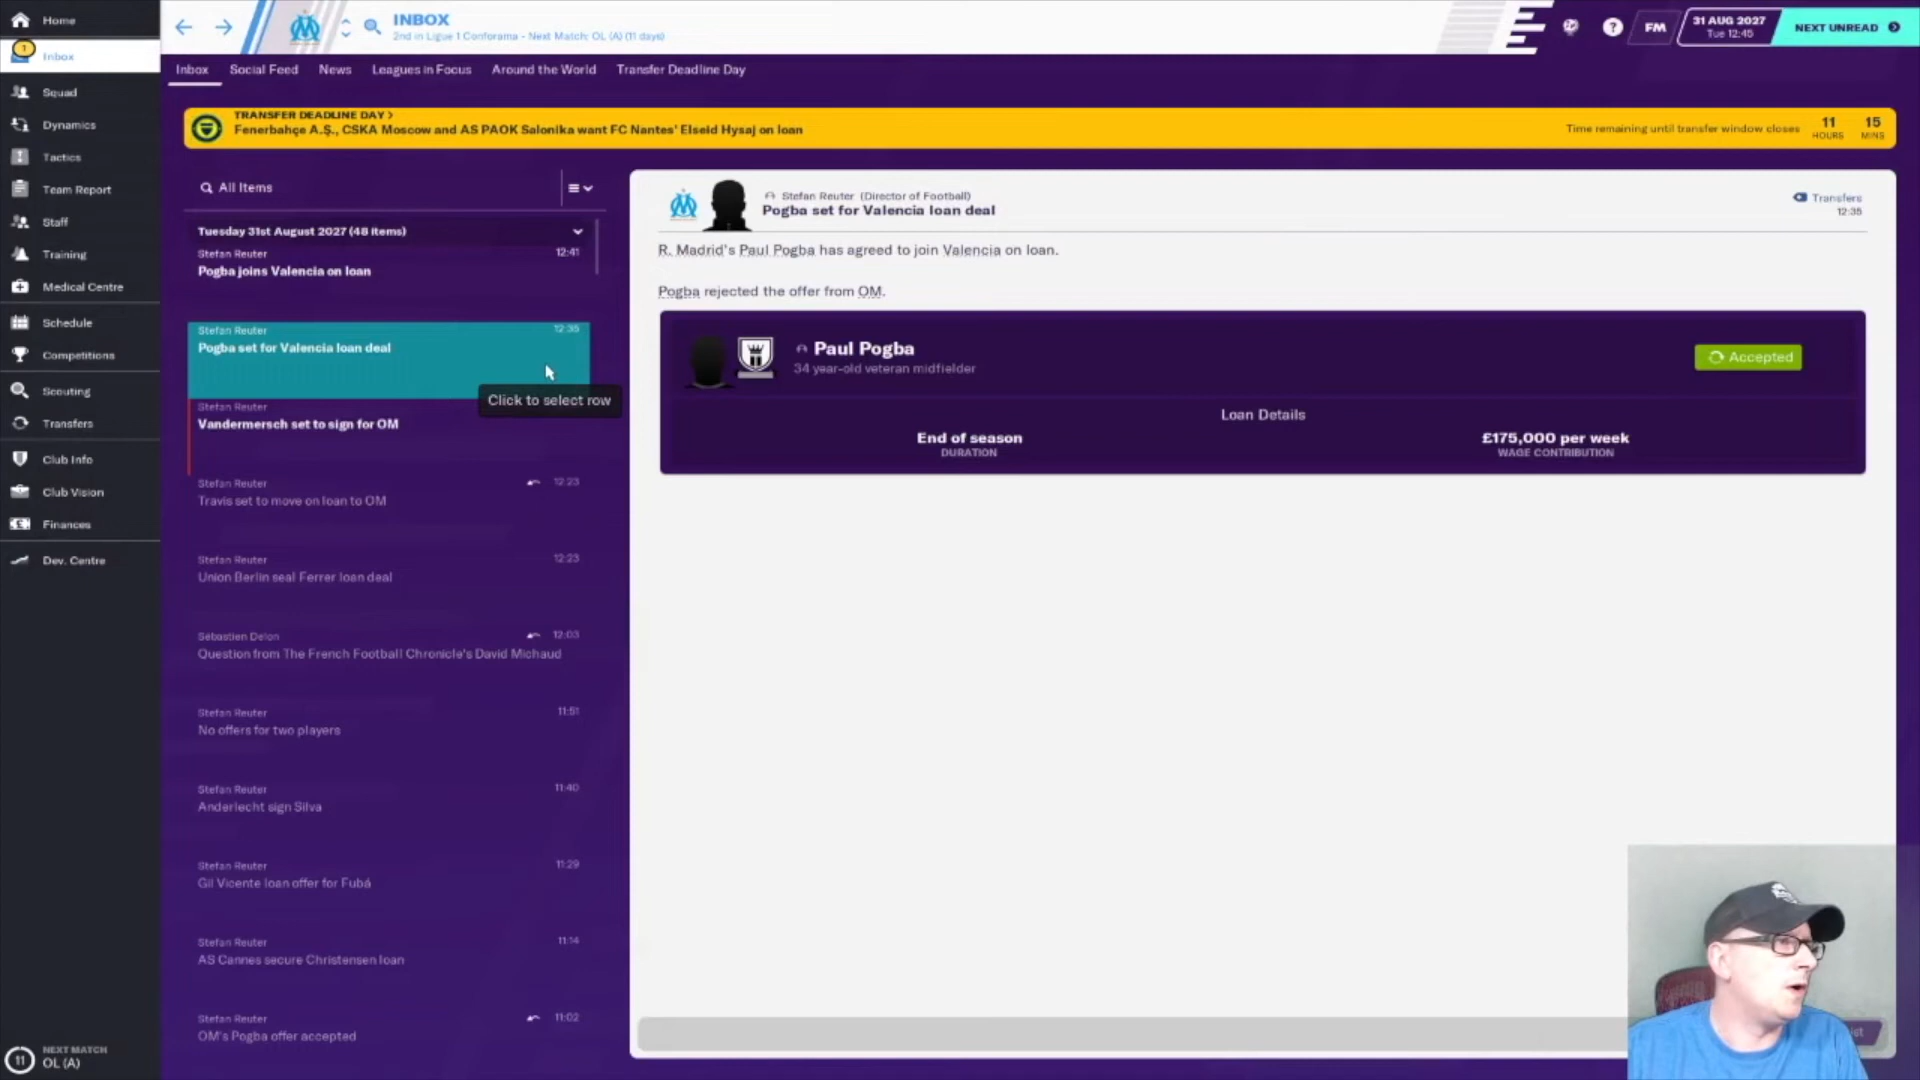 Home
Inbox
Squad
Dynamics
Tactics
Team Report
Staff
Training
Medical Centre
Schedule
Competitions
Scouting
Transfers
Club Info
Club Vision
Finances
Dev. Centre
11
NEXT MATCH
OL (A)
1
INBOX
2nd in Ligue 1 Conforama - Next Match: OL (A) (11 days)
?
FM
31 AUG 2027
Tue 12:45
NEXT UNREAD
Inbox Social Feed News Leagues in Focus Around the World Transfer Deadline Day
TRANSFER DEADLINE DAY >
Fenerbahçe A.Ş., CSKA Moscow and AS PAOK Salonika want FC Nantes' Elseid Hysaj on loan
Time remaining until transfer window closes
11 HOURS
15 MINS
All Items
Tuesday 31st August 2027 (48 items)
Stefan Reuter 12:41
Pogba joins Valencia on loan
Stefan Reuter 12:35
Pogba set for Valencia loan deal
Click to select row
Stefan Reuter
Vandermersch set to sign for OM
Stefan Reuter 12:23
Travis set to move on loan to OM
Stefan Reuter 12:23
Union Berlin seal Ferrer loan deal
Sébastien Delon 12:03
Question from The French Football Chronicle's David Michaud
Stefan Reuter 11:51
No offers for two players
Stefan Reuter 11:40
Anderlecht sign Silva
Stefan Reuter 11:29
Gil Vicente loan offer for Fubá
Stefan Reuter 11:14
AS Cannes secure Christensen loan
Stefan Reuter 11:02
OM's Pogba offer accepted
Stefan Reuter (Director of Football)
Pogba set for Valencia loan deal
Transfers
12:35
R. Madrid's Paul Pogba has agreed to join Valencia on loan.
Pogba rejected the offer from OM.
Paul Pogba
34 year-old veteran midfielder
Accepted
Loan Details
End of season
DURATION
£175,000 per week
WAGE CONTRIBUTION